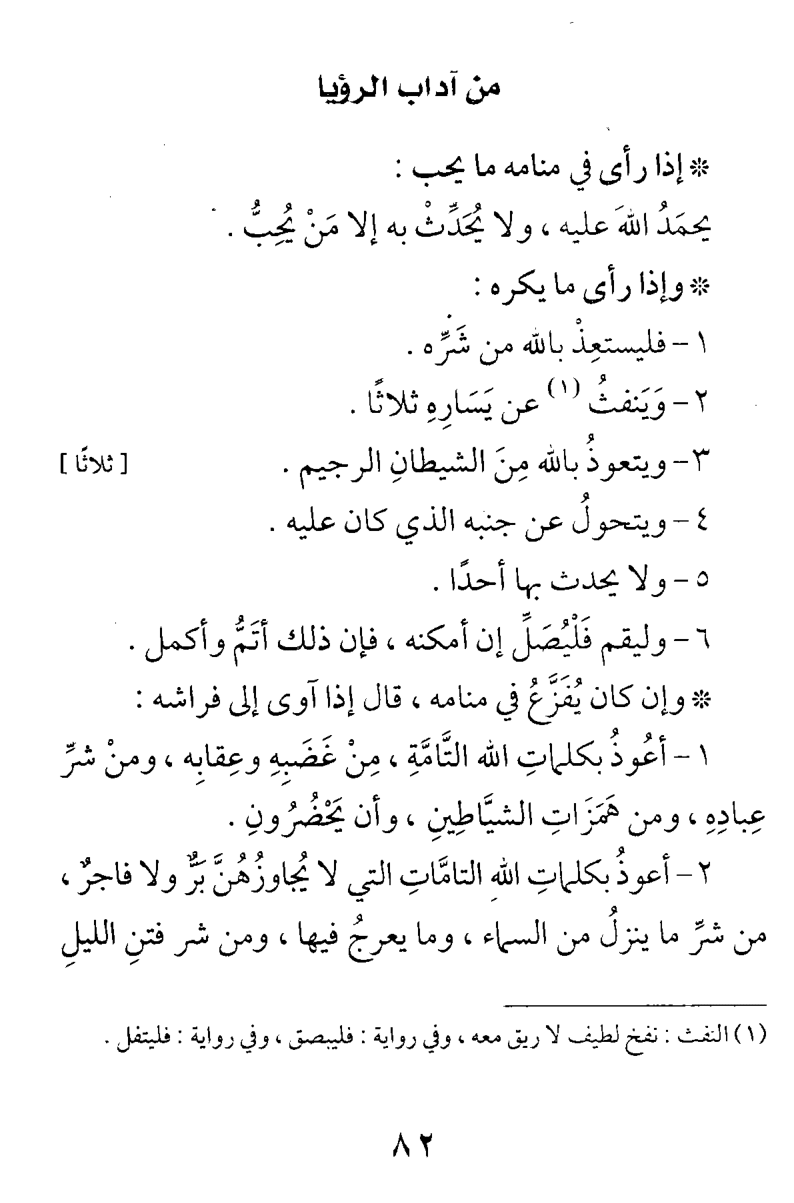 من آداب الرؤيا
* إذا رأى في منامه ما يحب :
يحمَدُ اللهَ عليه ، ولا يُحَدِّثْ به إلا مَنْ يُحِبُّ .
* وإذا رأى ما يكره :
١ – فليستعِذْ بالله من شَرِّه .
٢ – وَيَنفثُ (١) عن يَسَارِهِ ثلاثًا .
٣ – ويتعوذُ بالله مِنَ الشيطانِ الرجيم . [ ثلاثًا ]
٤ – ويتحولُ عن جنبه الذي كان عليه .
٥ – ولا يحدث بها أحدًا .
٦ – وليقم فَلْيُصَلِّ إن أمكنه ، فإن ذلك أتَمُّ وأكمل .
* وإن كان يُفَزَّعُ في منامه ، قال إذا آوى إلى فراشه :
١ – أعُوذُ بكلماتِ الله التَّامَّةِ ، مِنْ غَضَبِهِ وعِقابِه ، ومنْ شرِّ
عِبادِهِ ، ومن هَمَزَاتِ الشيَّاطِينِ ، وأن يَحْضُرُونِ .
٢ – أعوذُ بكلماتِ اللهِ التامَّاتِ التي لا يُجاوزُهُنَّ بَرٌّ ولا فاجرٌ ،
من شرِّ ما ينزلُ من السماء ، وما يعرجُ فيها ، ومن شر فتنِ الليلِ
(١) النفث : نفخ لطيف لا ريق معه ، وفي رواية : فليبصق ، وفي رواية : فليتفل .
٨٢